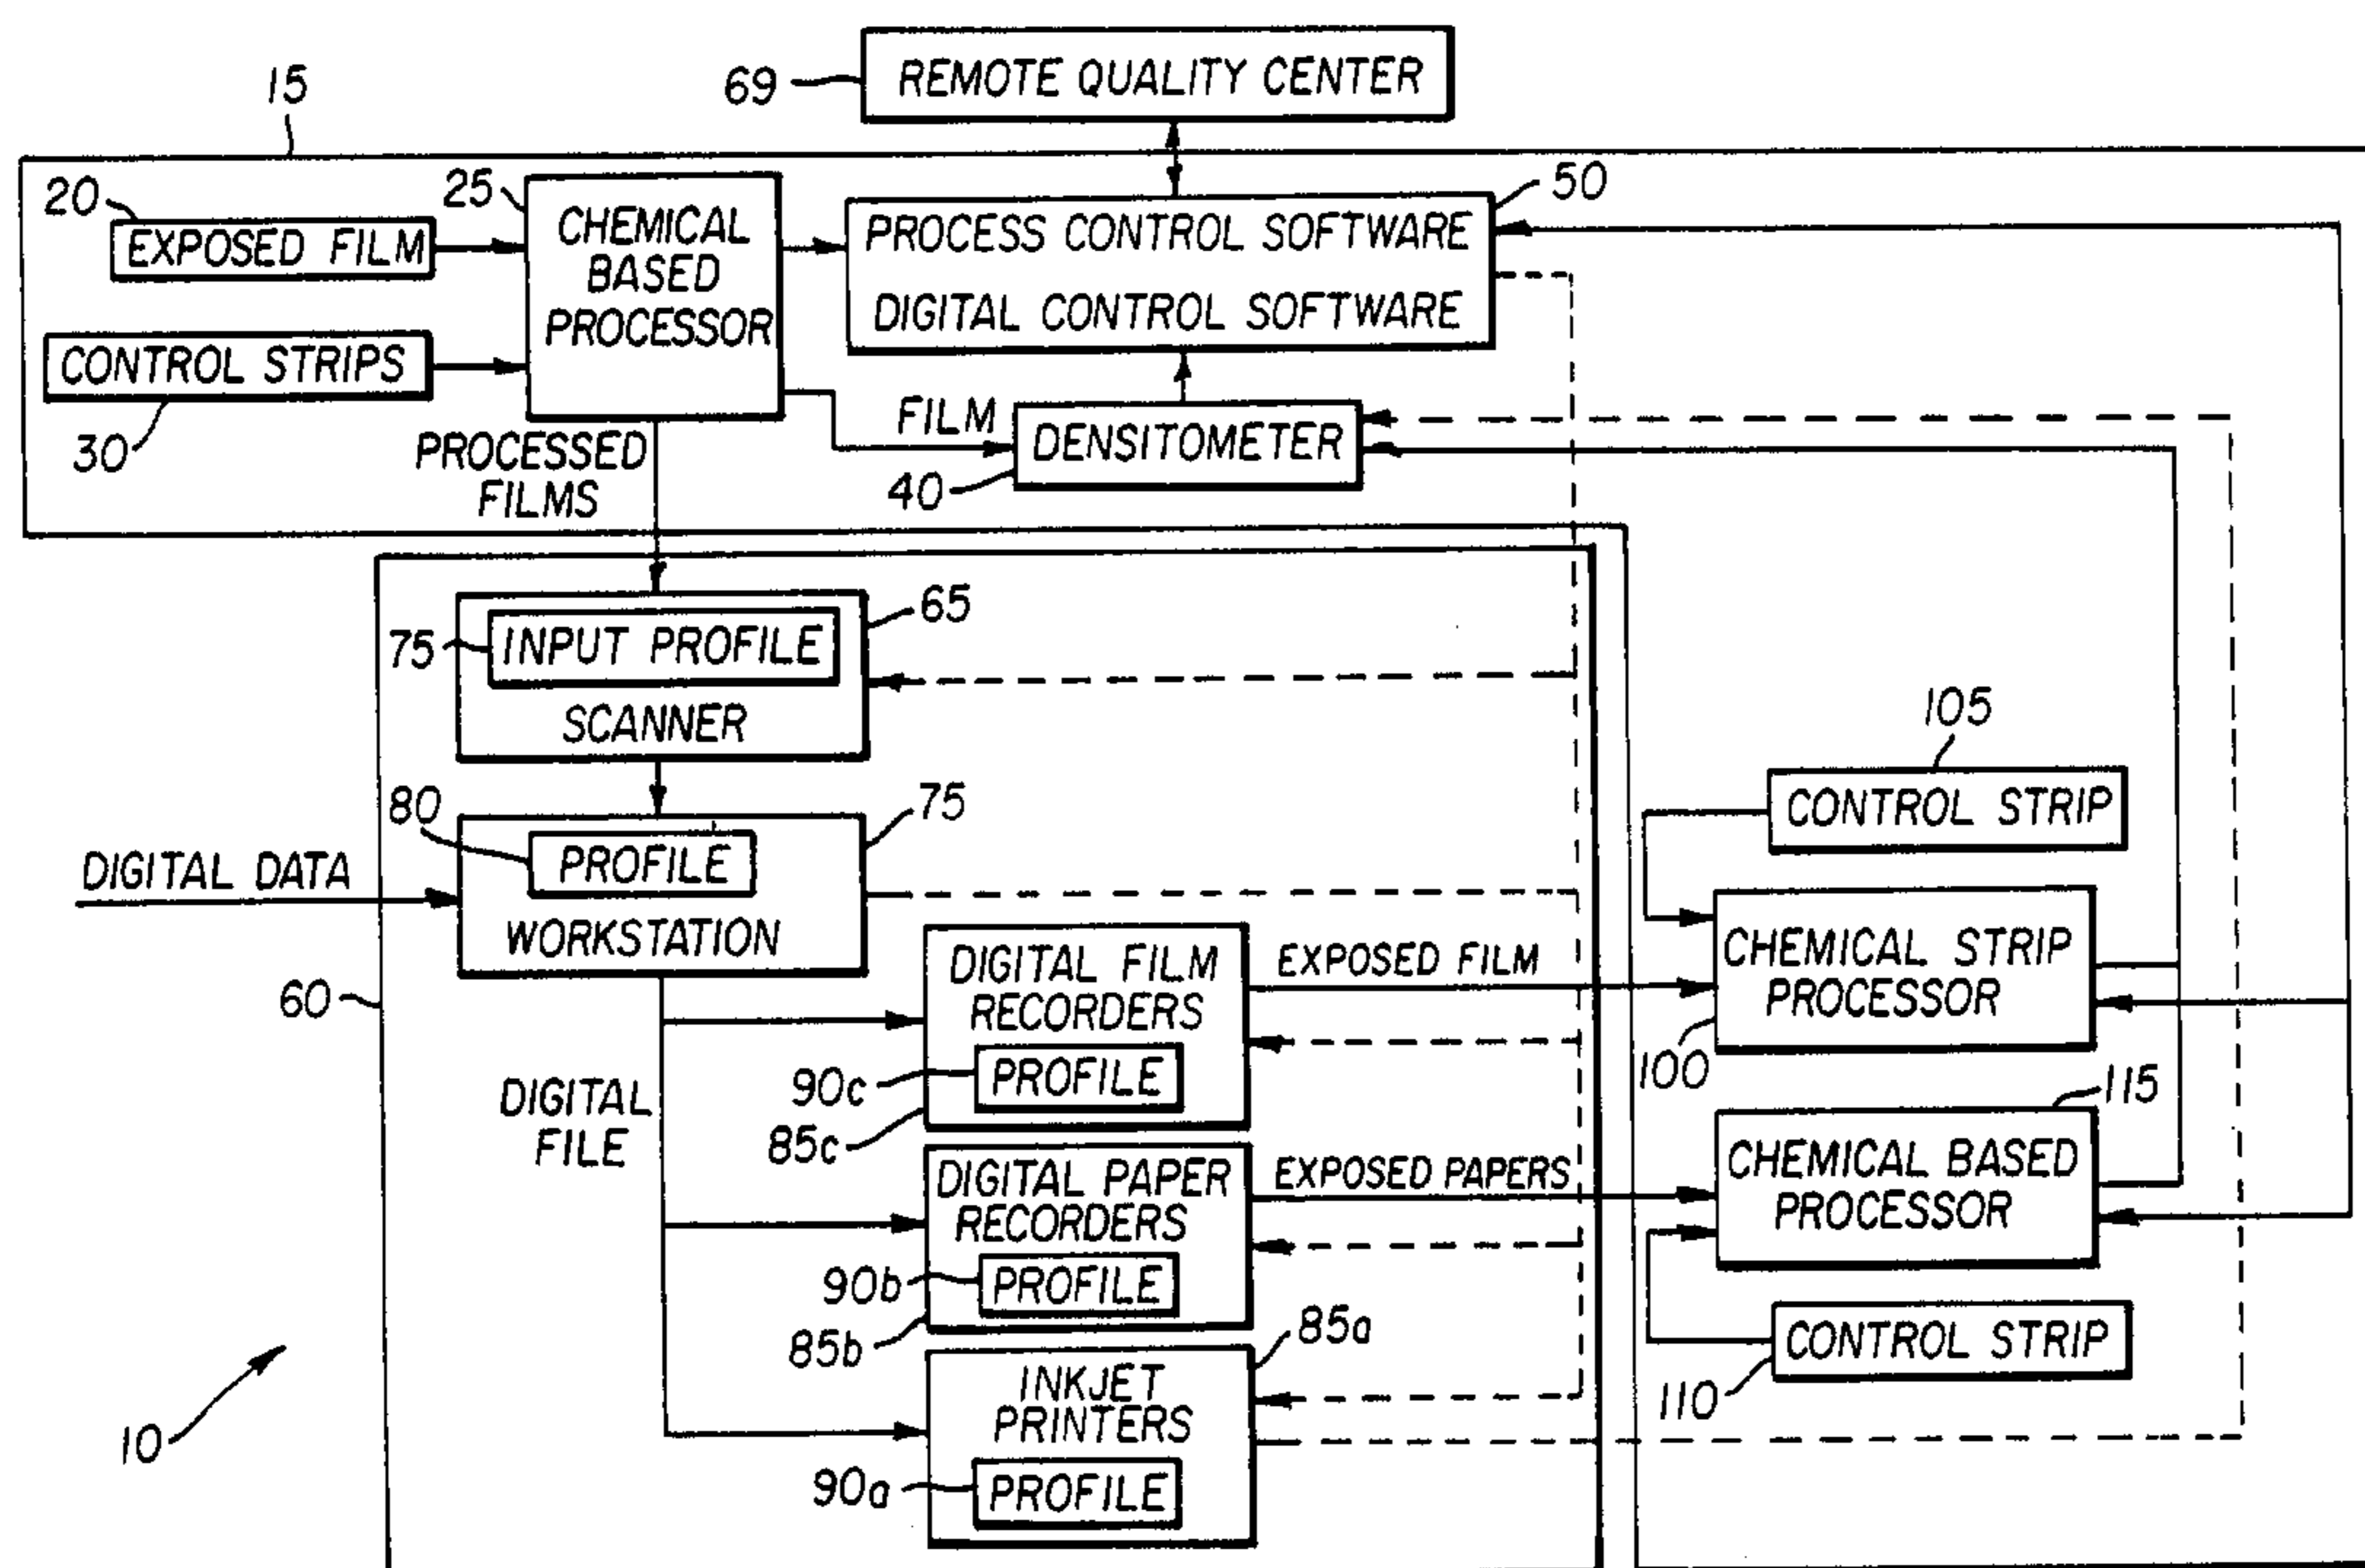 REMOTE QUALITY CENTER
69
15
20
EXPOSED FILM
25
CHEMICAL
BASED
PROCESSOR
50
PROCESS CONTROL SOFTWARE
DIGITAL CONTROL SOFTWARE
CONTROL STRIPS
30
PROCESSED
FILMS
FILM
DENSITOMETER
40
65
75
INPUT PROFILE
SCANNER
80
75
PROFILE
WORKSTATION
DIGITAL DATA
60
105
CONTROL STRIP
DIGITAL FILM
RECORDERS
90c
PROFILE
85c
EXPOSED FILM
CHEMICAL STRIP
PROCESSOR
100
DIGITAL
FILE
115
DIGITAL PAPER
RECORDERS
90b
PROFILE
85b
EXPOSED PAPERS
CHEMICAL BASED
PROCESSOR
85a
INKJET
PRINTERS
90a
PROFILE
CONTROL STRIP
110
10